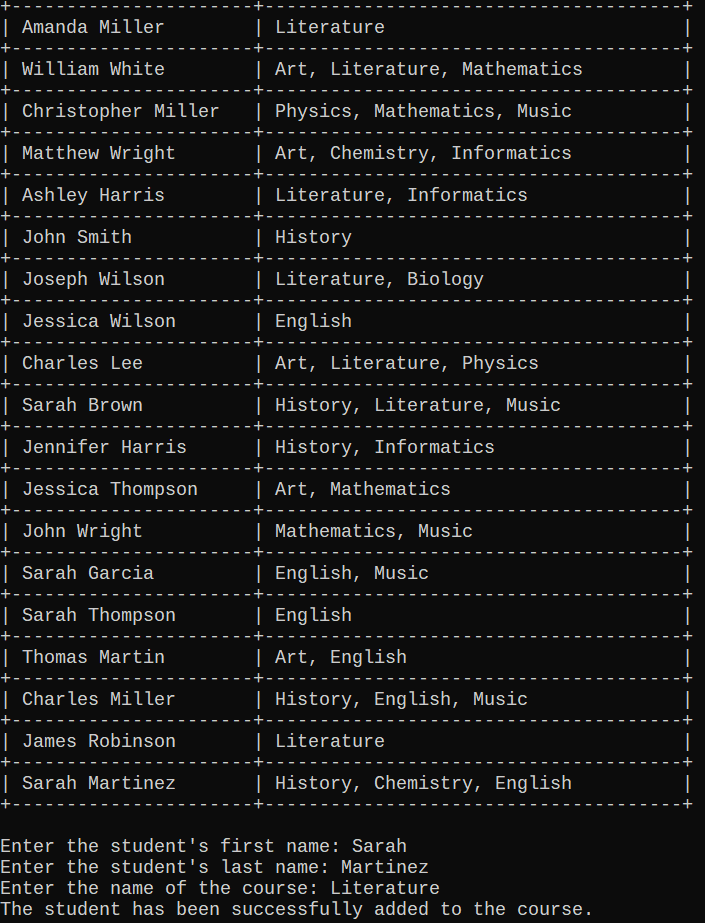 +----------------------+--------------------------------------+
| Amanda Miller        | Literature                           |
+----------------------+--------------------------------------+
| William White        | Art, Literature, Mathematics         |
+----------------------+--------------------------------------+
| Christopher Miller   | Physics, Mathematics, Music          |
+----------------------+--------------------------------------+
| Matthew Wright       | Art, Chemistry, Informatics          |
+----------------------+--------------------------------------+
| Ashley Harris        | Literature, Informatics              |
+----------------------+--------------------------------------+
| John Smith           | History                              |
+----------------------+--------------------------------------+
| Joseph Wilson        | Literature, Biology                  |
+----------------------+--------------------------------------+
| Jessica Wilson       | English                              |
+----------------------+--------------------------------------+
| Charles Lee          | Art, Literature, Physics             |
+----------------------+--------------------------------------+
| Sarah Brown          | History, Literature, Music           |
+----------------------+--------------------------------------+
| Jennifer Harris      | History, Informatics                 |
+----------------------+--------------------------------------+
| Jessica Thompson     | Art, Mathematics                     |
+----------------------+--------------------------------------+
| John Wright          | Mathematics, Music                   |
+----------------------+--------------------------------------+
| Sarah Garcia         | English, Music                       |
+----------------------+--------------------------------------+
| Sarah Thompson       | English                              |
+----------------------+--------------------------------------+
| Thomas Martin        | Art, English                         |
+----------------------+--------------------------------------+
| Charles Miller       | History, English, Music              |
+----------------------+--------------------------------------+
| James Robinson       | Literature                           |
+----------------------+--------------------------------------+
| Sarah Martinez       | History, Chemistry, English          |
+----------------------+--------------------------------------+

Enter the student's first name: Sarah
Enter the student's last name: Martinez
Enter the name of the course: Literature
The student has been successfully added to the course.